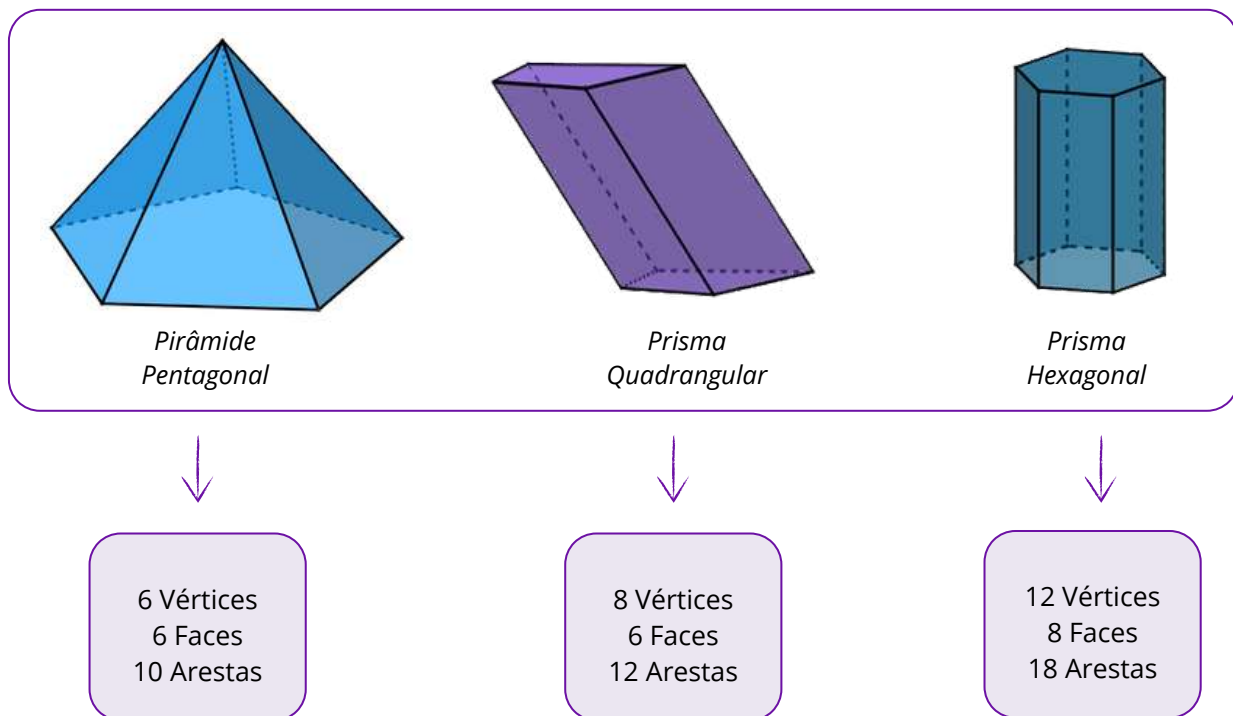 Pirâmide
Pentagonal
Prisma
Quadrangular
Prisma
Hexagonal
6 Vértices
6 Faces
10 Arestas
8 Vértices
6 Faces
12 Arestas
12 Vértices
8 Faces
18 Arestas